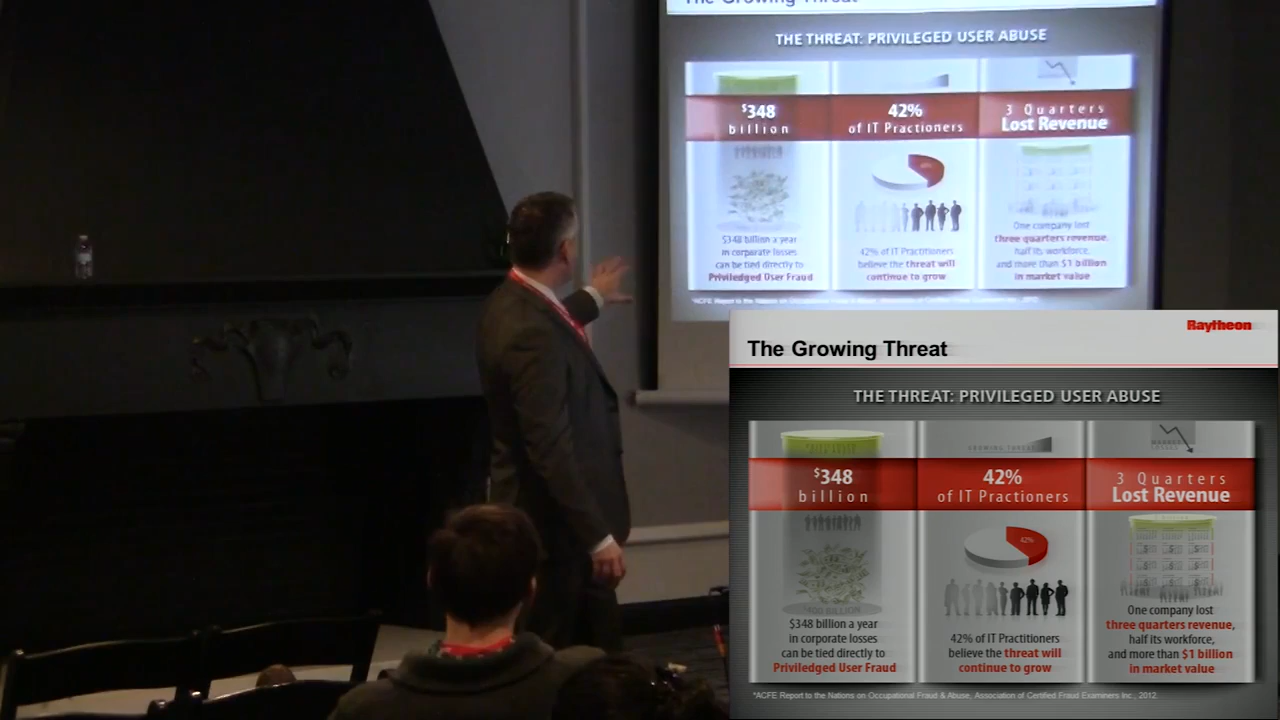 The Growing Threat
THE THREAT: PRIVILEGED USER ABUSE
$348
billion
42%
of IT Practioners
3 Quarters
Lost Revenue
$348 billion a year
in corporate losses
can be tied directly to
Priviledged User Fraud
42% of IT Practitioners
believe the threat will
continue to grow
One company lost
three quarters revenue,
half its workforce,
and more than $1 billion
in market value
*ACFE Report to the Nations on Occupational Fraud & Abuse, Association of Certified Fraud Examiners Inc., 2012.
Raytheon
The Growing Threat
THE THREAT: PRIVILEGED USER ABUSE
GROWING THREAT
$348
billion
42%
of IT Practioners
3 Quarters
Lost Revenue
42%
$348 billion a year
in corporate losses
can be tied directly to
Priviledged User Fraud
42% of IT Practitioners
believe the threat will
continue to grow
One company lost
three quarters revenue,
half its workforce,
and more than $1 billion
in market value
*ACFE Report to the Nations on Occupational Fraud & Abuse, Association of Certified Fraud Examiners Inc., 2012.